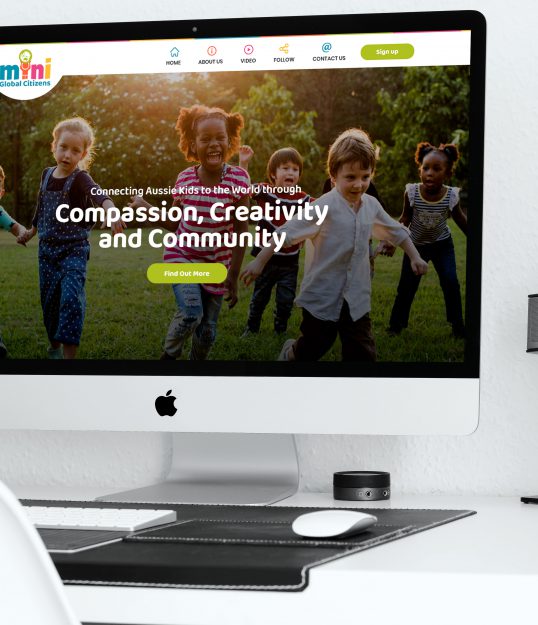 mini
Global Citizens
HOME
ABOUT US
VIDEO
FOLLOW
CONTACT US
Sign up
Connecting Aussie Kids to the World through
Compassion, Creativity
and Community
Find Out More